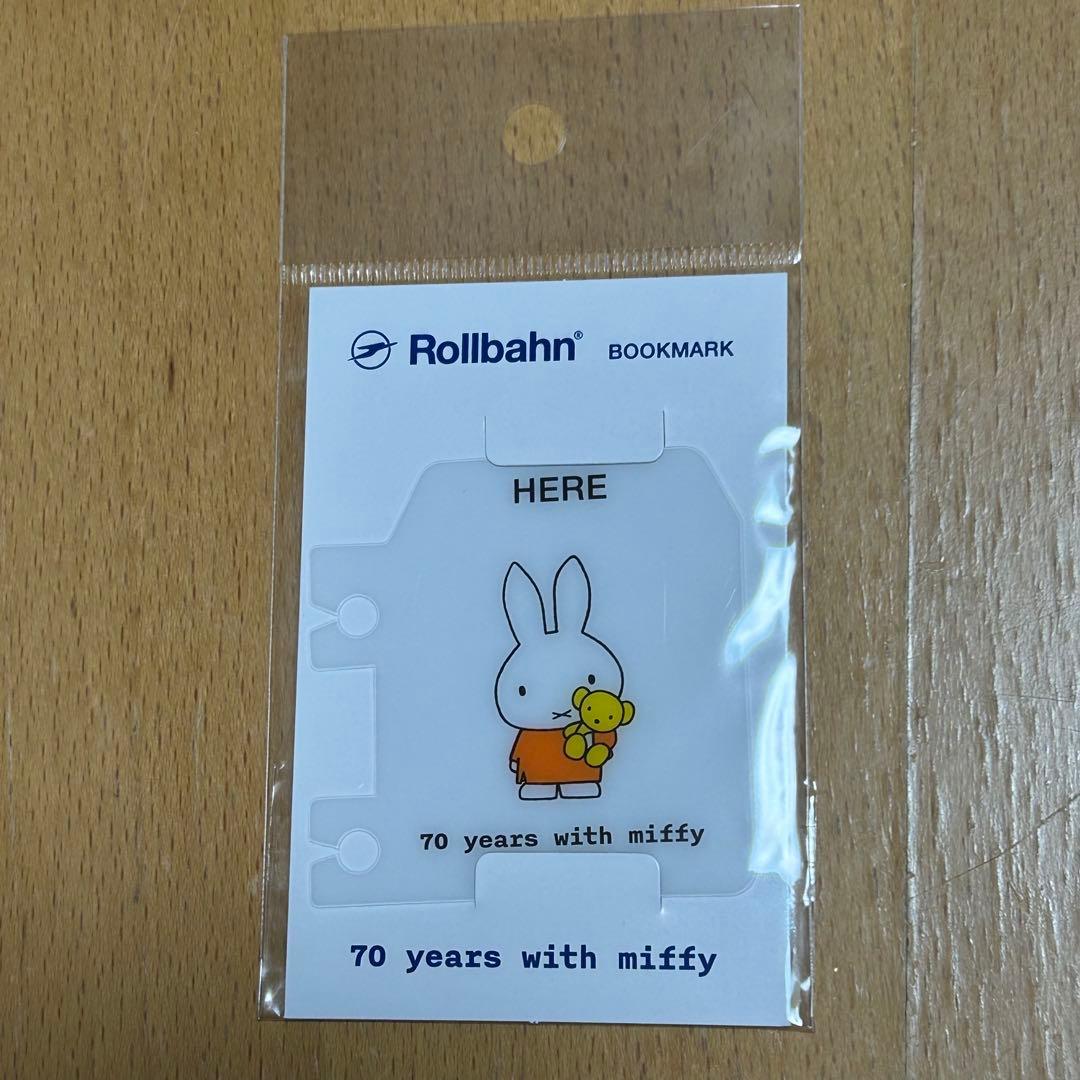 Rollbahn® BOOKMARK
HERE
70 years with miffy
70 years with miffy